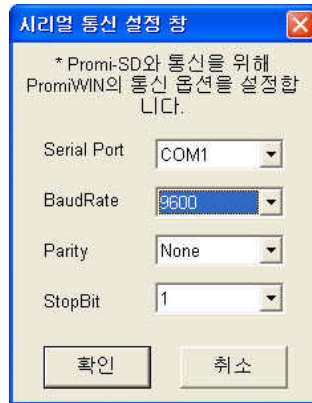 시리얼 통신 설정 창
* Promi-SD와 통신을 위해
PromiWIN의 통신 옵션을 설정합
니다.
Serial Port COM1
BaudRate 9600
Parity None
StopBit 1
확인 취소